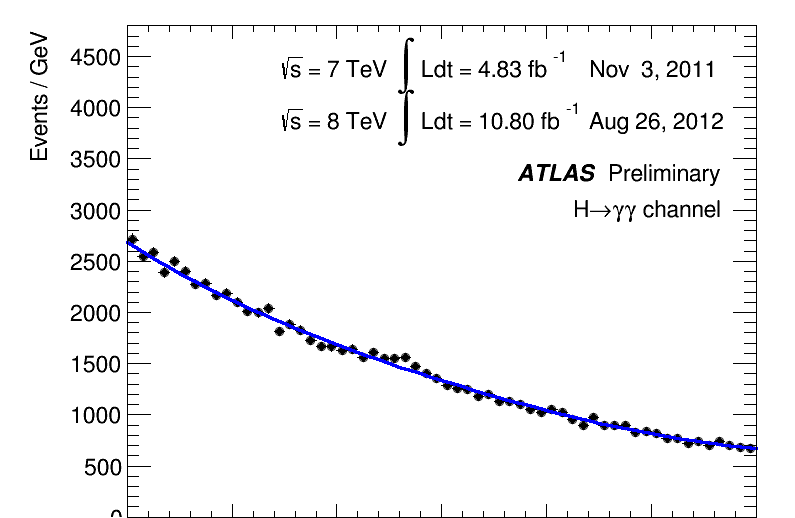 Events / GeV
√s = 7 TeV ∫ Ldt = 4.83 fb⁻¹ Nov 3, 2011
√s = 8 TeV ∫ Ldt = 10.80 fb⁻¹ Aug 26, 2012
ATLAS Preliminary
H→γγ channel
4500
4000
3500
3000
2500
2000
1500
1000
500
0